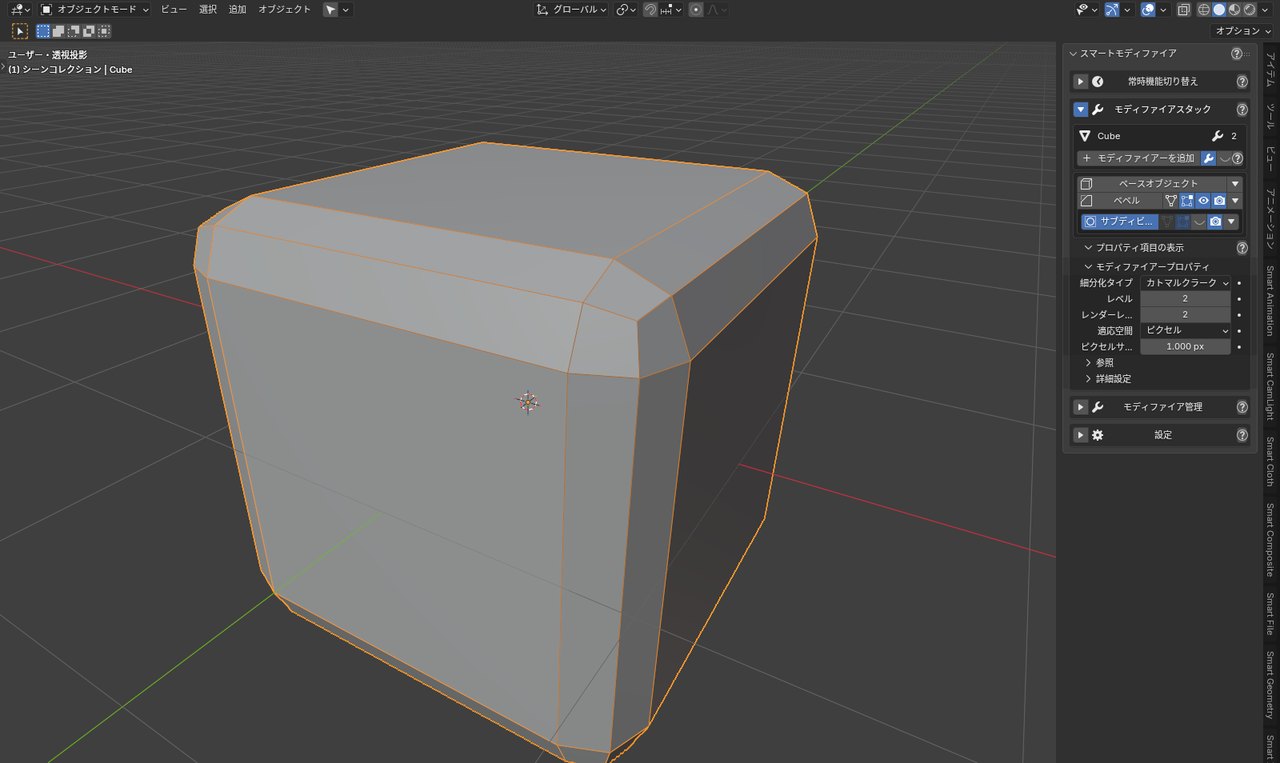 オブジェクトモード ビュー 選択 追加 オブジェクト グローバル
オプション
ユーザー・透視投影
(1) シーンコレクション | Cube
スマートモディファイア
常時機能切り替え
モディファイアスタック
Cube 2
モディファイアーを追加
ベースオブジェクト
ベベル
サブディビ...
プロパティ項目の表示
モディファイアープロパティ
細分化タイプ カトマルクラーク
レベル 2
レンダーレ... 2
適応空間 ピクセル
ピクセルサ... 1.000 px
参照
詳細設定
モディファイア管理
設定
アイテム
ツール
ビュー
アニメーション
Smart Animation
Smart CamLight
Smart Cloth
Smart Composite
Smart File
Smart Geometry
Smart